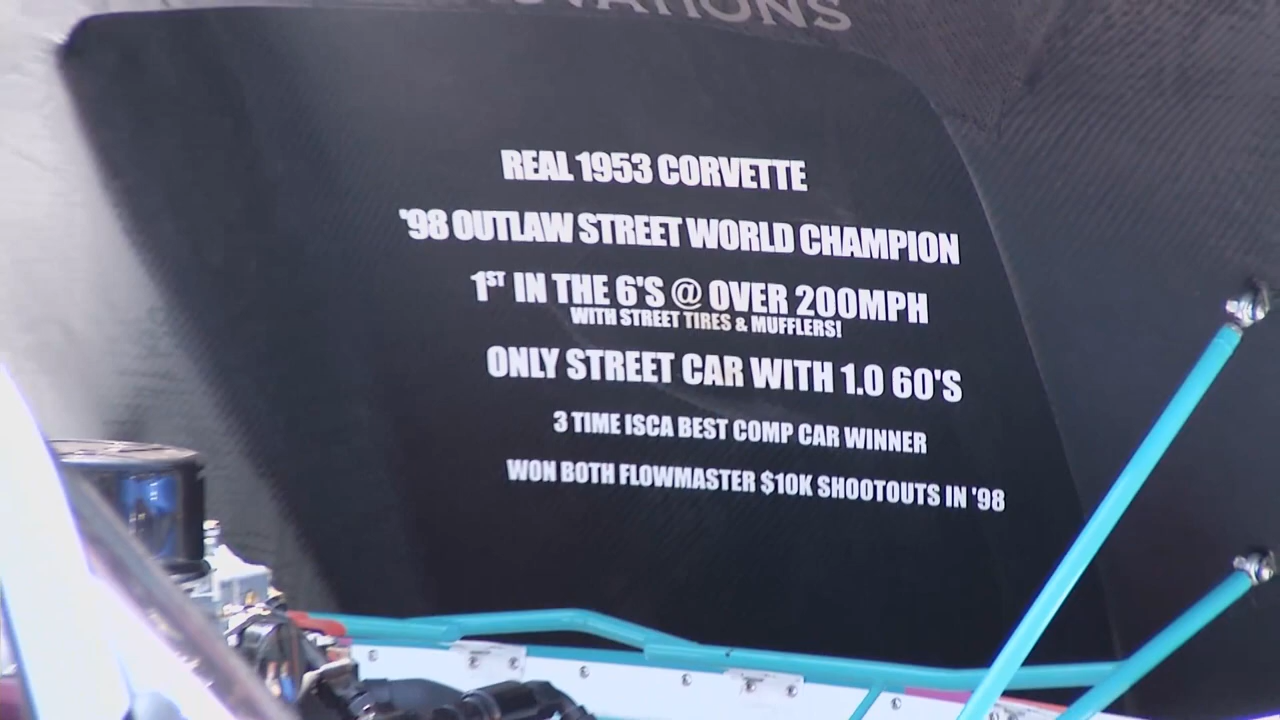 REAL 1953 CORVETTE
'98 OUTLAW STREET WORLD CHAMPION
1ST IN THE 6'S @ OVER 200MPH
WITH STREET TIRES & MUFFLERS!
ONLY STREET CAR WITH 1.0 60'S
3 TIME ISCA BEST COMP CAR WINNER
WON BOTH FLOWMASTER $10K SHOOTOUTS IN '98